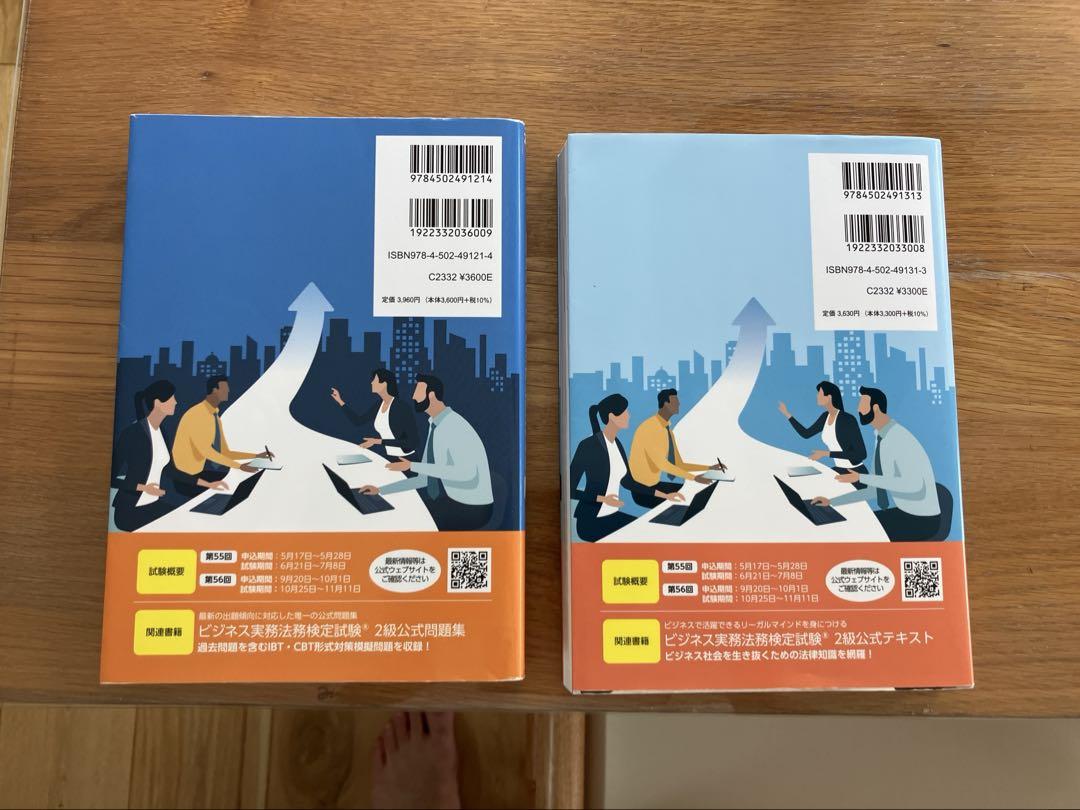 9784502491214
1922332036009
ISBN978-4-502-49121-4
C2332 ¥3600E
定価 3,960円 (本体3,600円+税10%)
試験概要
第55回 申込期間：5月17日～5月28日
試験期間：6月21日～7月8日
第56回 申込期間：9月20日～10月1日
試験期間：10月25日～11月11日
最新情報等は
公式ウェブサイトを
ご確認ください
関連書籍
最新の出題傾向に対応した唯一の公式問題集
ビジネス実務法務検定試験® 2級公式問題集
過去問題を含むIBT・CBT形式対策模擬問題を収録！
9784502491313
1922332033008
ISBN978-4-502-49131-3
C2332 ¥3300E
定価 3,630円 (本体3,300円+税10%)
試験概要
第55回 申込期間：5月17日～5月28日
試験期間：6月21日～7月8日
第56回 申込期間：9月20日～10月1日
試験期間：10月25日～11月11日
最新情報等は
公式ウェブサイトを
ご確認ください
関連書籍
ビジネスで活躍できるリーガルマインドを身につける
ビジネス実務法務検定試験® 2級公式テキスト
ビジネス社会を生き抜くための法律知識を網羅！